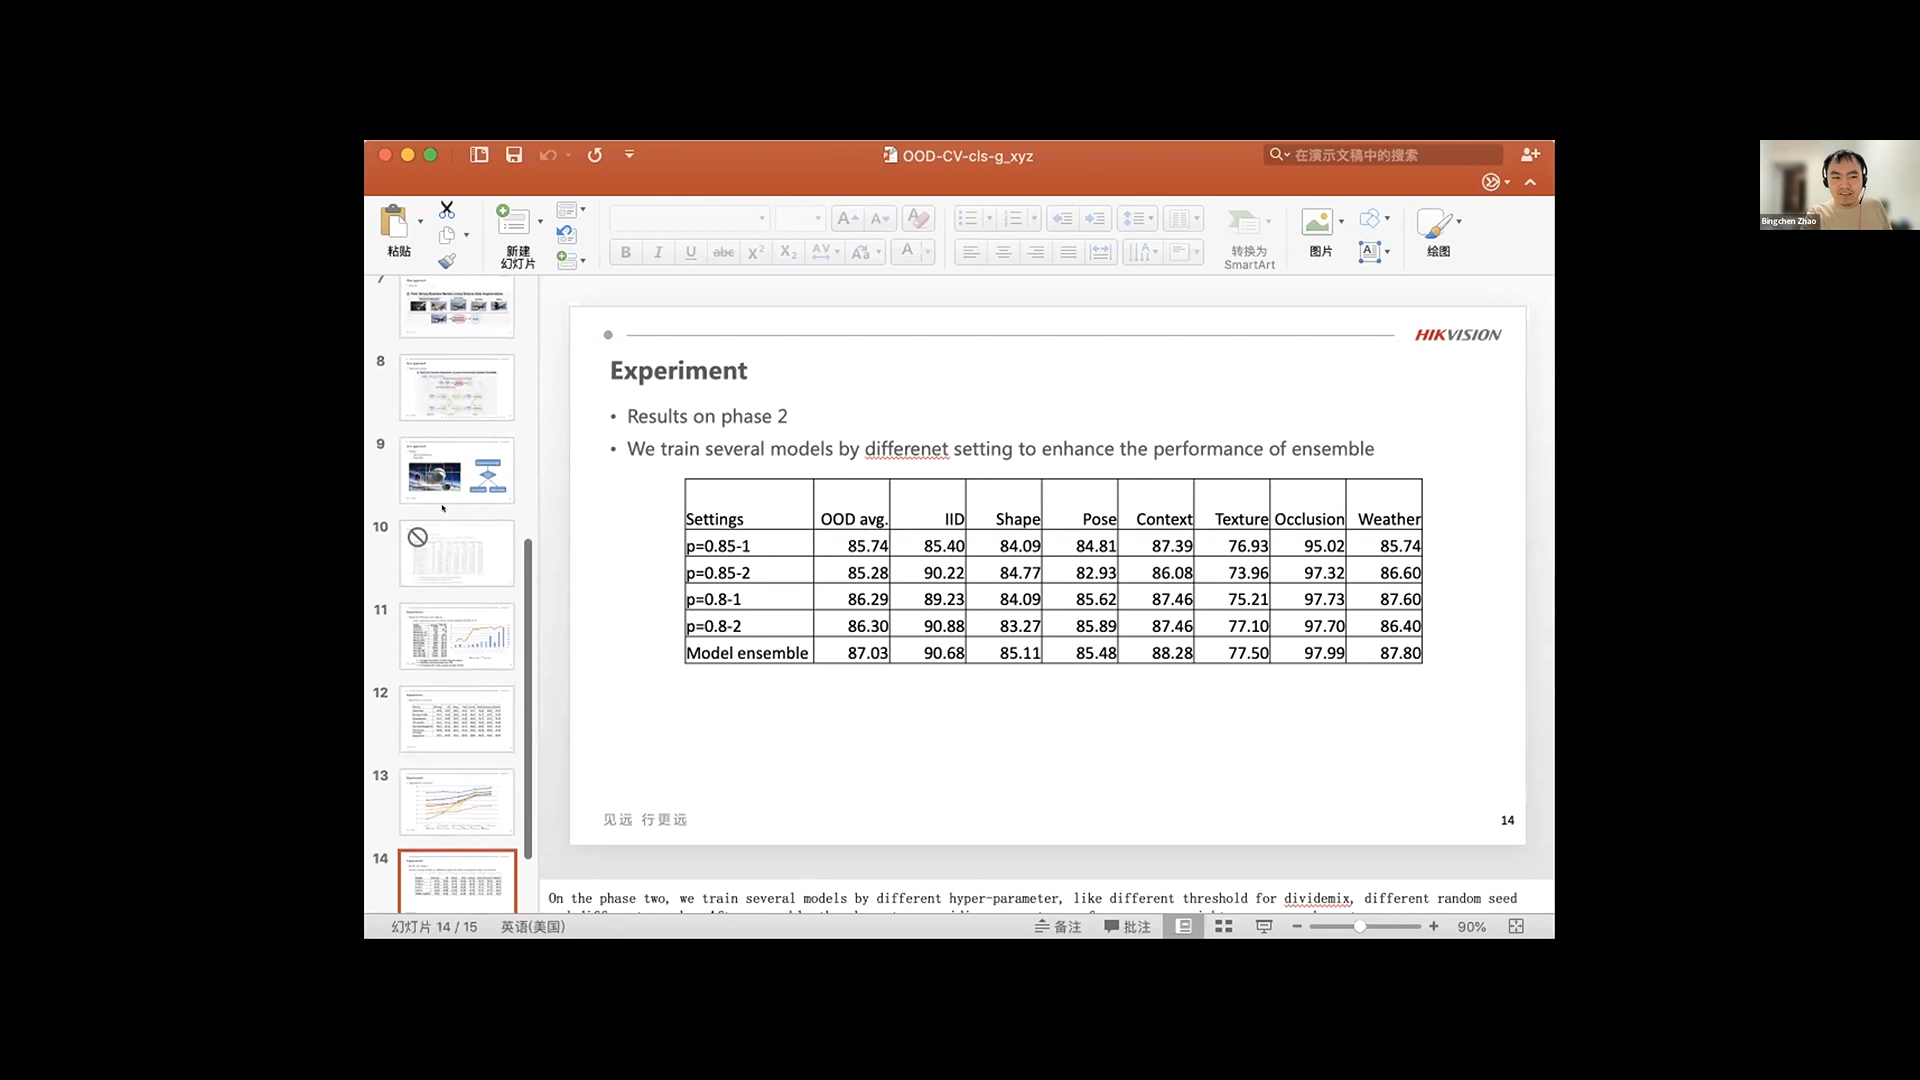 OOD-CV-cls-g_xyz
在演示文稿中的搜索
粘贴
新建
幻灯片
转换为
SmartArt
图片
绘图
Bingchen Zhao
7
8
9
10
11
12
13
14
HIKVISION
Experiment
• Results on phase 2
• We train several models by differenet setting to enhance the performance of ensemble
Settings OOD avg. IID Shape Pose Context Texture Occlusion Weather
p=0.85-1 85.74 85.40 84.09 84.81 87.39 76.93 95.02 85.74
p=0.85-2 85.28 90.22 84.77 82.93 86.08 73.96 97.32 86.60
p=0.8-1 86.29 89.23 84.09 85.62 87.46 75.21 97.73 87.60
p=0.8-2 86.30 90.88 83.27 85.89 87.46 77.10 97.70 86.40
Model ensemble 87.03 90.68 85.11 85.48 88.28 77.50 97.99 87.80
见远 行更远
14
On the phase two, we train several models by different hyper-parameter, like different threshold for dividemix, different random seed
幻灯片 14 / 15 英语(美国) 备注 批注 90%